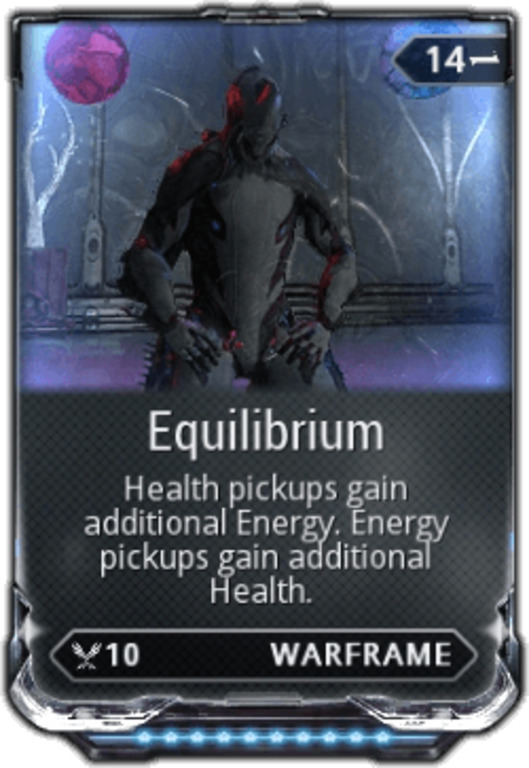 14
Equilibrium
Health pickups gain
additional Energy. Energy
pickups gain additional
Health.
10 WARFRAME